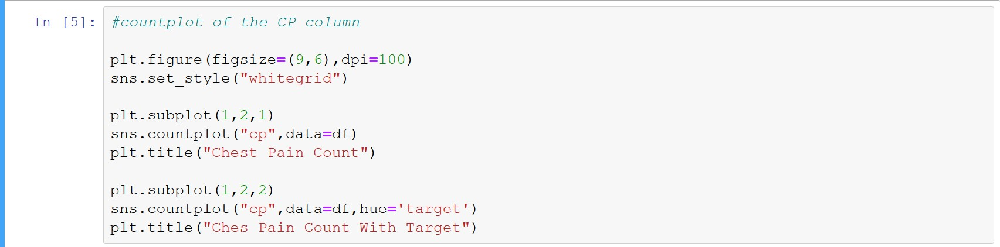 In [5]: #countplot of the CP column
plt.figure(figsize=(9,6),dpi=100)
sns.set_style("whitegrid")
plt.subplot(1,2,1)
sns.countplot("cp",data=df)
plt.title("Chest Pain Count")
plt.subplot(1,2,2)
sns.countplot("cp",data=df,hue='target')
plt.title("Ches Pain Count With Target")